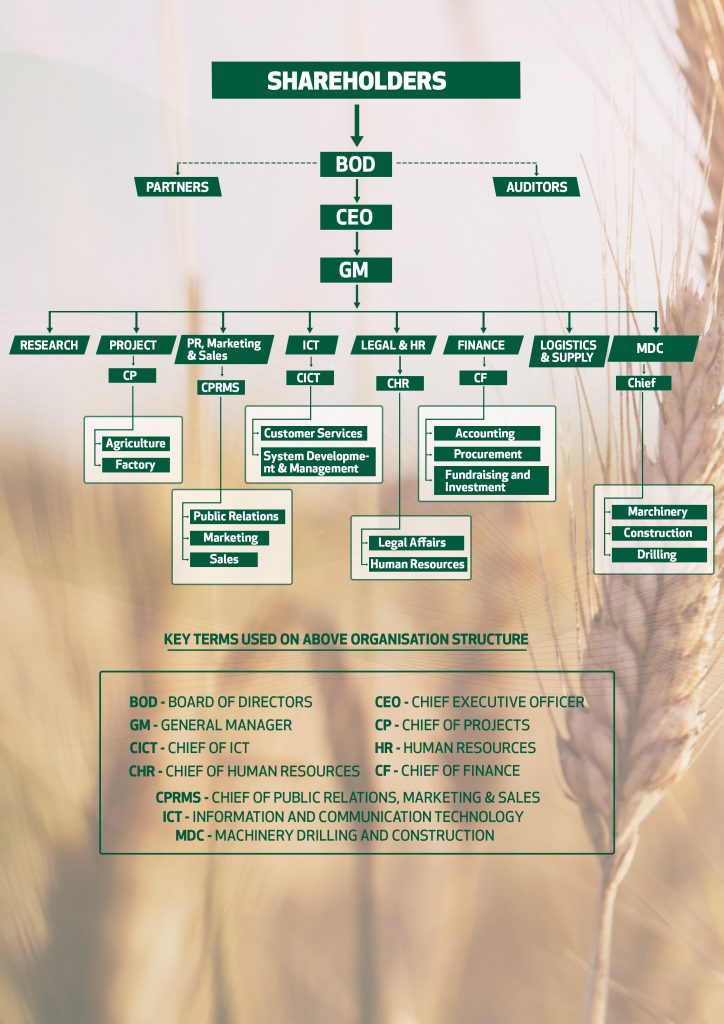 SHAREHOLDERS
BOD
PARTNERS
AUDITORS
CEO
GM
RESEARCH
PROJECT
PR, Marketing
& Sales
ICT
LEGAL & HR
FINANCE
LOGISTICS
& SUPPLY
MDC
CP
CPRMS
CICT
CHR
CF
Chief
Agriculture
Factory
Public Relations
Marketing
Sales
Customer Services
System Developme-
nt & Management
Legal Affairs
Human Resources
Accounting
Procurement
Fundraising and
Investment
Marchinery
Construction
Drilling
KEY TERMS USED ON ABOVE ORGANISATION STRUCTURE
BOD - BOARD OF DIRECTORS
CEO - CHIEF EXECUTIVE OFFICER
GM - GENERAL MANAGER
CP - CHIEF OF PROJECTS
CICT - CHIEF OF ICT
HR - HUMAN RESOURCES
CHR - CHIEF OF HUMAN RESOURCES
CF - CHIEF OF FINANCE
CPRMS - CHIEF OF PUBLIC RELATIONS, MARKETING & SALES
ICT - INFORMATION AND COMMUNICATION TECHNOLOGY
MDC - MACHINERY DRILLING AND CONSTRUCTION